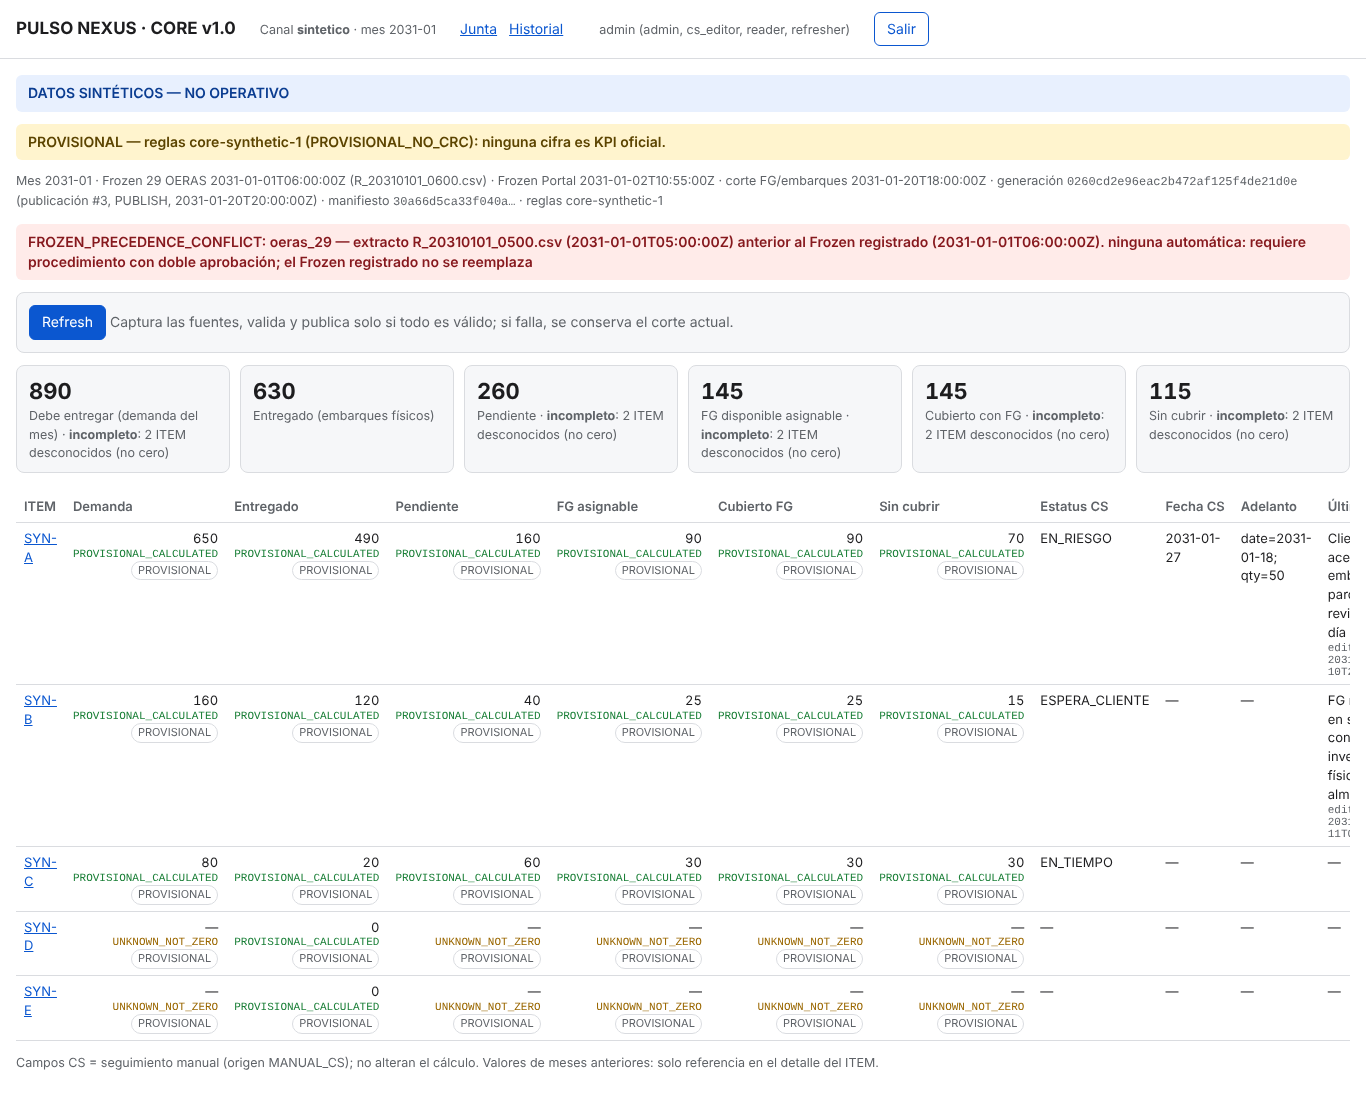 PULSO NEXUS · CORE v1.0
Canal sintetico · mes 2031-01
Junta Historial
admin (admin, cs_editor, reader, refresher)
Salir
DATOS SINTÉTICOS — NO OPERATIVO
PROVISIONAL — reglas core-synthetic-1 (PROVISIONAL_NO_CRC): ninguna cifra es KPI oficial.
Mes 2031-01 · Frozen 29 OERAS 2031-01-01T06:00:00Z (R_20310101_0600.csv) · Frozen Portal 2031-01-02T10:55:00Z · corte FG/embarques 2031-01-20T18:00:00Z · generación 0260cd2e96eac2b472af125f4de21d0e
(publicación #3, PUBLISH, 2031-01-20T20:00:00Z) · manifiesto 30a66d5ca33f040a… · reglas core-synthetic-1
FROZEN_PRECEDENCE_CONFLICT: oeras_29 — extracto R_20310101_0500.csv (2031-01-01T05:00:00Z) anterior al Frozen registrado (2031-01-01T06:00:00Z). ninguna automática: requiere
procedimiento con doble aprobación; el Frozen registrado no se reemplaza
Refresh Captura las fuentes, valida y publica solo si todo es válido; si falla, se conserva el corte actual.
890
Debe entregar (demanda del
mes) · incompleto: 2 ITEM
desconocidos (no cero)
630
Entregado (embarques físicos)
260
Pendiente · incompleto: 2 ITEM
desconocidos (no cero)
145
FG disponible asignable ·
incompleto: 2 ITEM
desconocidos (no cero)
145
Cubierto con FG · incompleto:
2 ITEM desconocidos (no cero)
115
Sin cubrir · incompleto: 2 ITEM
desconocidos (no cero)
ITEM Demanda Entregado Pendiente FG asignable Cubierto FG Sin cubrir Estatus CS Fecha CS Adelanto
SYN- 650 490 160 90 90 70 EN_RIESGO 2031-01- date=2031-
A PROVISIONAL_CALCULATED PROVISIONAL_CALCULATED PROVISIONAL_CALCULATED PROVISIONAL_CALCULATED PROVISIONAL_CALCULATED PROVISIONAL_CALCULATED 27 01-18;
PROVISIONAL PROVISIONAL PROVISIONAL PROVISIONAL PROVISIONAL PROVISIONAL qty=50
día
SYN- 160 120 40 25 25 15 ESPERA_CLIENTE — — FG
B PROVISIONAL_CALCULATED PROVISIONAL_CALCULATED PROVISIONAL_CALCULATED PROVISIONAL_CALCULATED PROVISIONAL_CALCULATED PROVISIONAL_CALCULATED
PROVISIONAL PROVISIONAL PROVISIONAL PROVISIONAL PROVISIONAL PROVISIONAL
SYN- 80 20 60 30 30 30 EN_TIEMPO — — —
C PROVISIONAL_CALCULATED PROVISIONAL_CALCULATED PROVISIONAL_CALCULATED PROVISIONAL_CALCULATED PROVISIONAL_CALCULATED PROVISIONAL_CALCULATED
PROVISIONAL PROVISIONAL PROVISIONAL PROVISIONAL PROVISIONAL PROVISIONAL
SYN- — 0 — — — — — — — —
D UNKNOWN_NOT_ZERO PROVISIONAL_CALCULATED UNKNOWN_NOT_ZERO UNKNOWN_NOT_ZERO UNKNOWN_NOT_ZERO UNKNOWN_NOT_ZERO
PROVISIONAL PROVISIONAL PROVISIONAL PROVISIONAL PROVISIONAL PROVISIONAL
SYN- — 0 — — — — — — — —
E UNKNOWN_NOT_ZERO PROVISIONAL_CALCULATED UNKNOWN_NOT_ZERO UNKNOWN_NOT_ZERO UNKNOWN_NOT_ZERO UNKNOWN_NOT_ZERO
PROVISIONAL PROVISIONAL PROVISIONAL PROVISIONAL PROVISIONAL PROVISIONAL
Campos CS = seguimiento manual (origen MANUAL_CS); no alteran el cálculo. Valores de meses anteriores: solo referencia en el detalle del ITEM.